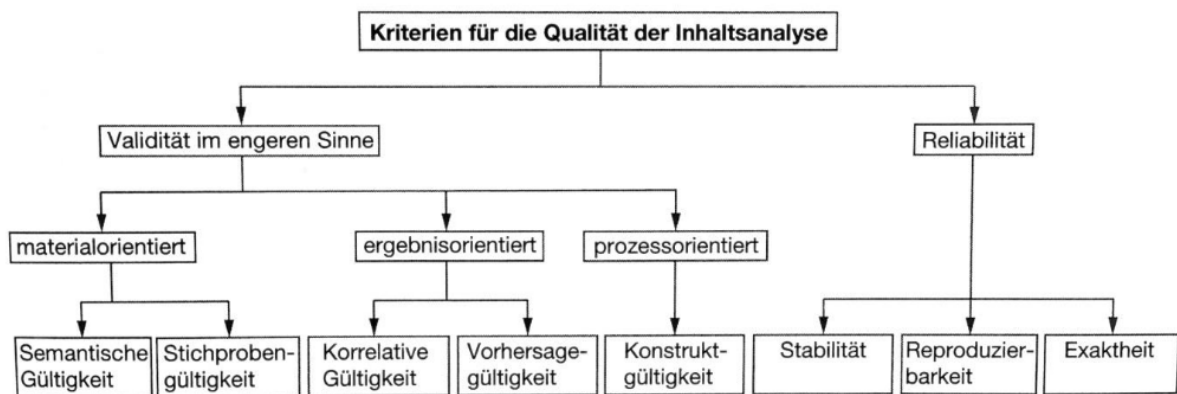 Kriterien für die Qualität der Inhaltsanalyse
Validität im engeren Sinne
Reliabilität
materialorientiert
ergebnisorientiert
prozessorientiert
Semantische
Gültigkeit
Stichproben-
gültigkeit
Korrelative
Gültigkeit
Vorhersage-
gültigkeit
Konstrukt-
gültigkeit
Stabilität
Reproduzier-
barkeit
Exaktheit